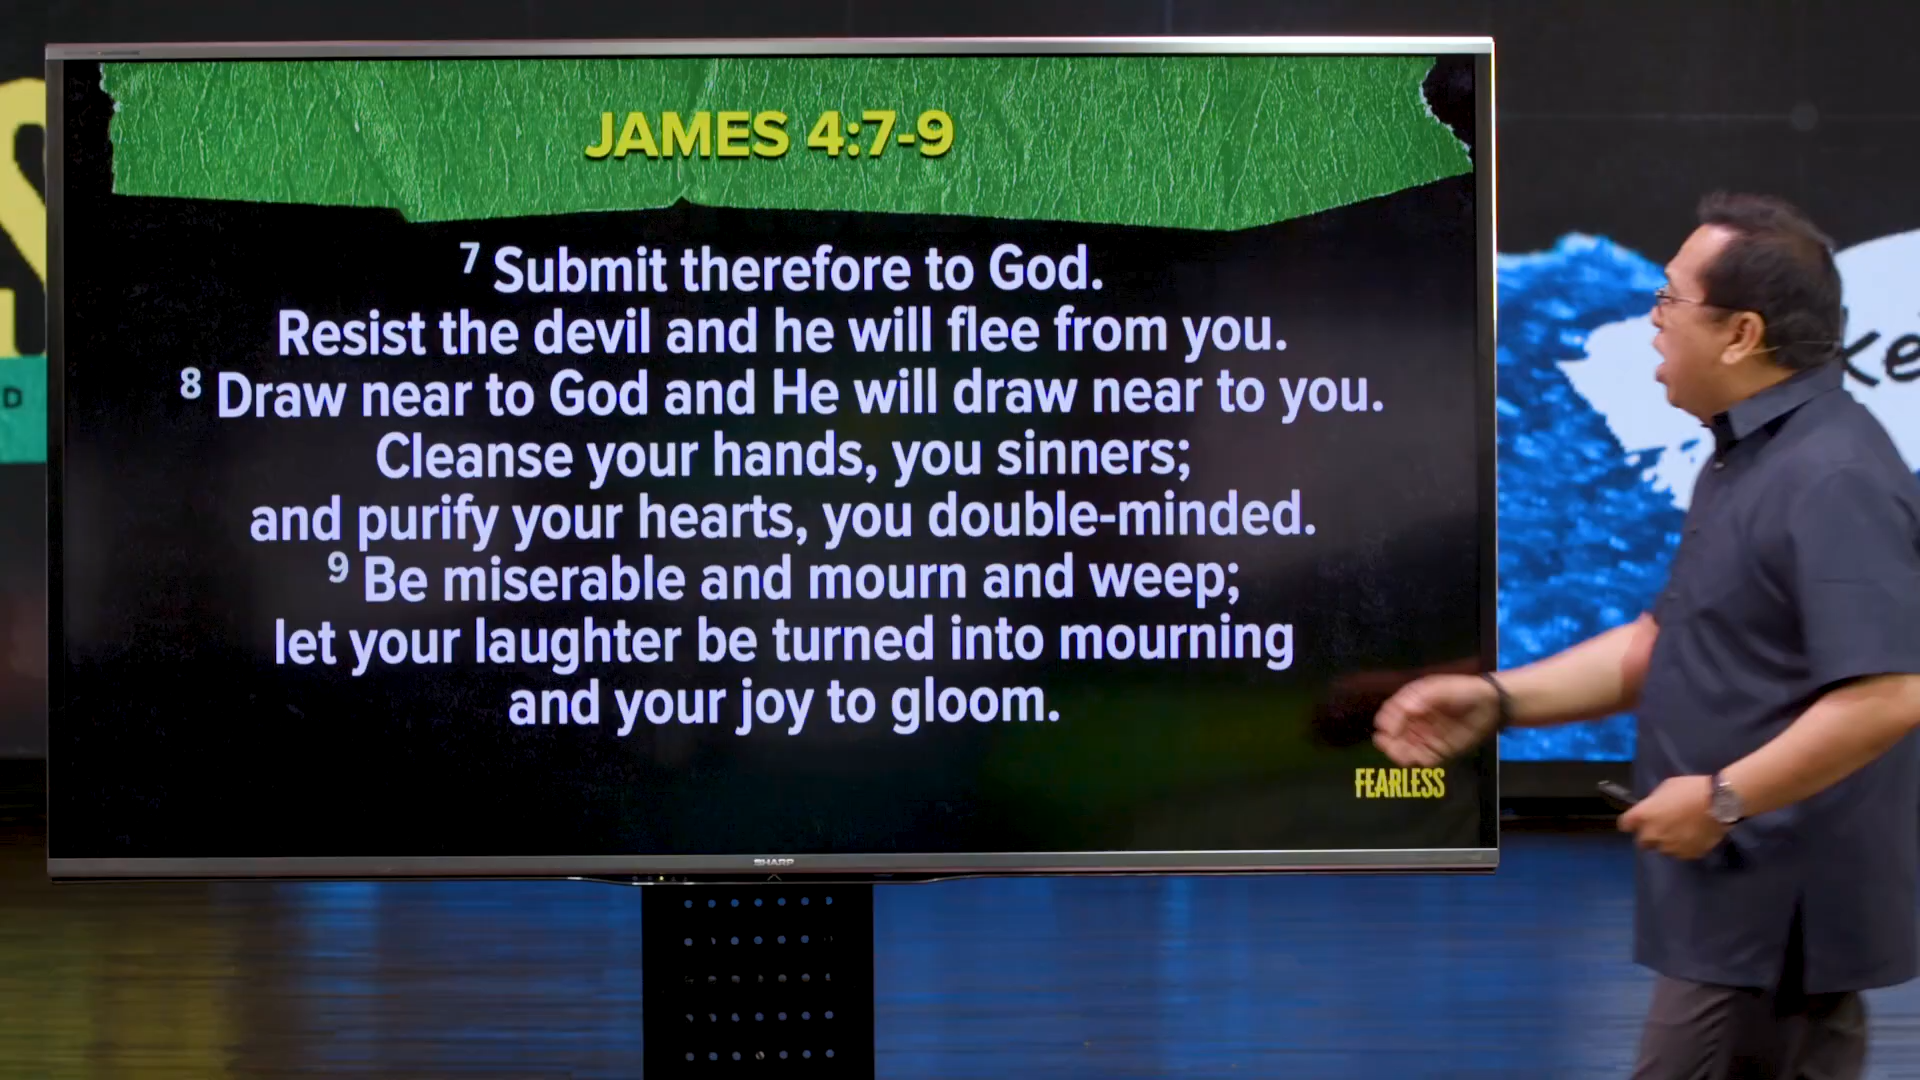 JAMES 4:7-9
7 Submit therefore to God.
Resist the devil and he will flee from you.
8 Draw near to God and He will draw near to you.
Cleanse your hands, you sinners;
and purify your hearts, you double-minded.
9 Be miserable and mourn and weep;
let your laughter be turned into mourning
and your joy to gloom.
FEARLESS
SHARP
S
D
ke